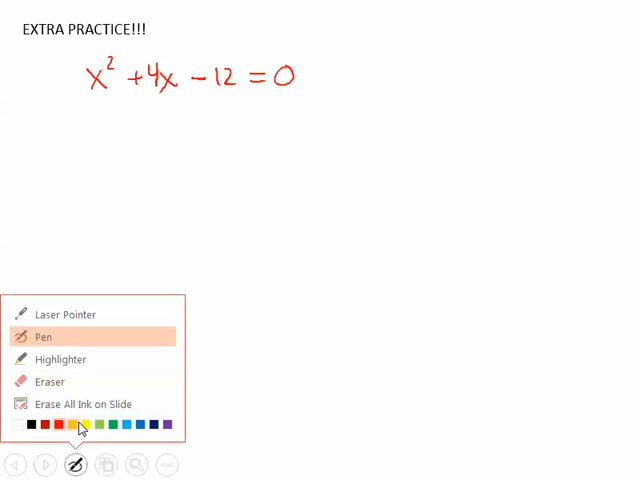 EXTRA PRACTICE!!!
x² + 4x - 12 = 0
Laser Pointer
Pen
Highlighter
Eraser
Erase All Ink on Slide